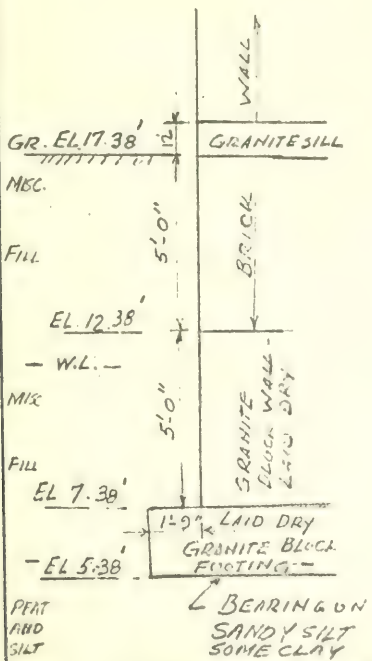 WALL
12"
GR. EL 17.38'
GRANITE SILL
MISC.
FILL
5'-0"
BRICK
EL. 12.38'
- W.L. -
MISC
FILL
5'-0"
GRANITE
BLOCK WALL-
LAID DRY
EL 7.38'
1'-9"
LAID DRY
GRANITE BLOCK
FOOTING-
- EL 5.38'
PEAT
AND
SILT
BEARING ON
SANDY SILT
SOME CLAY